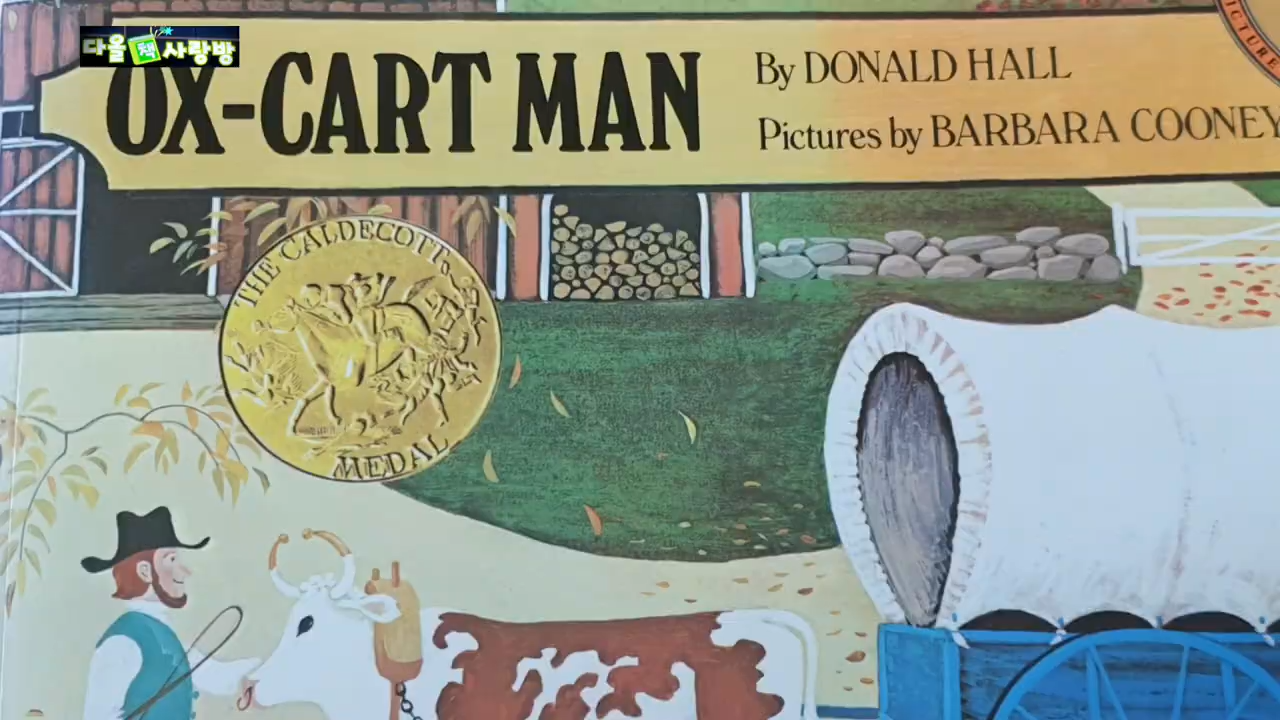 다올책사랑방
OX-CART MAN
By DONALD HALL
Pictures by BARBARA COONEY
PICTURE
THE CALDECOTT
MEDAL